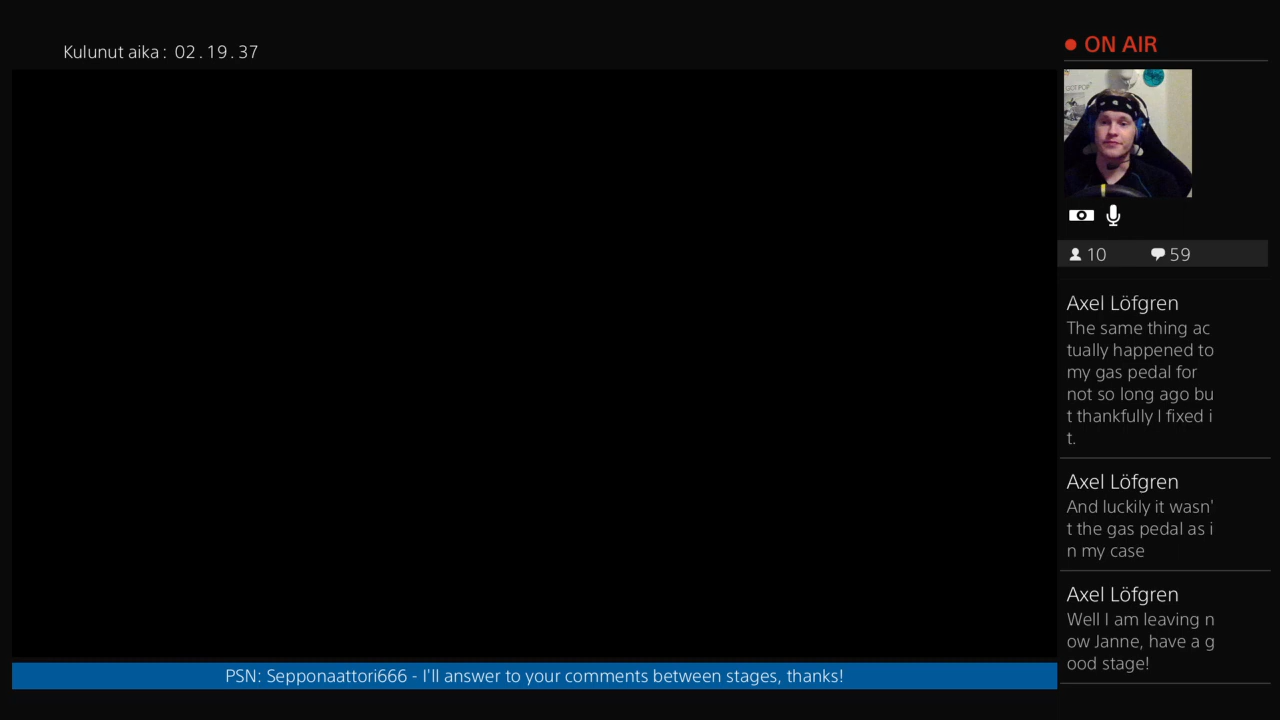 Kulunut aika : 02 . 19 . 37
ON AIR
GOT POP
10 59
Axel Löfgren
The same thing ac
tually happened to
my gas pedal for
not so long ago bu
t thankfully I fixed i
t.
Axel Löfgren
And luckily it wasn'
t the gas pedal as i
n my case
Axel Löfgren
Well I am leaving n
ow Janne, have a g
ood stage!
PSN: Sepponaattori666 - I'll answer to your comments between stages, thanks!